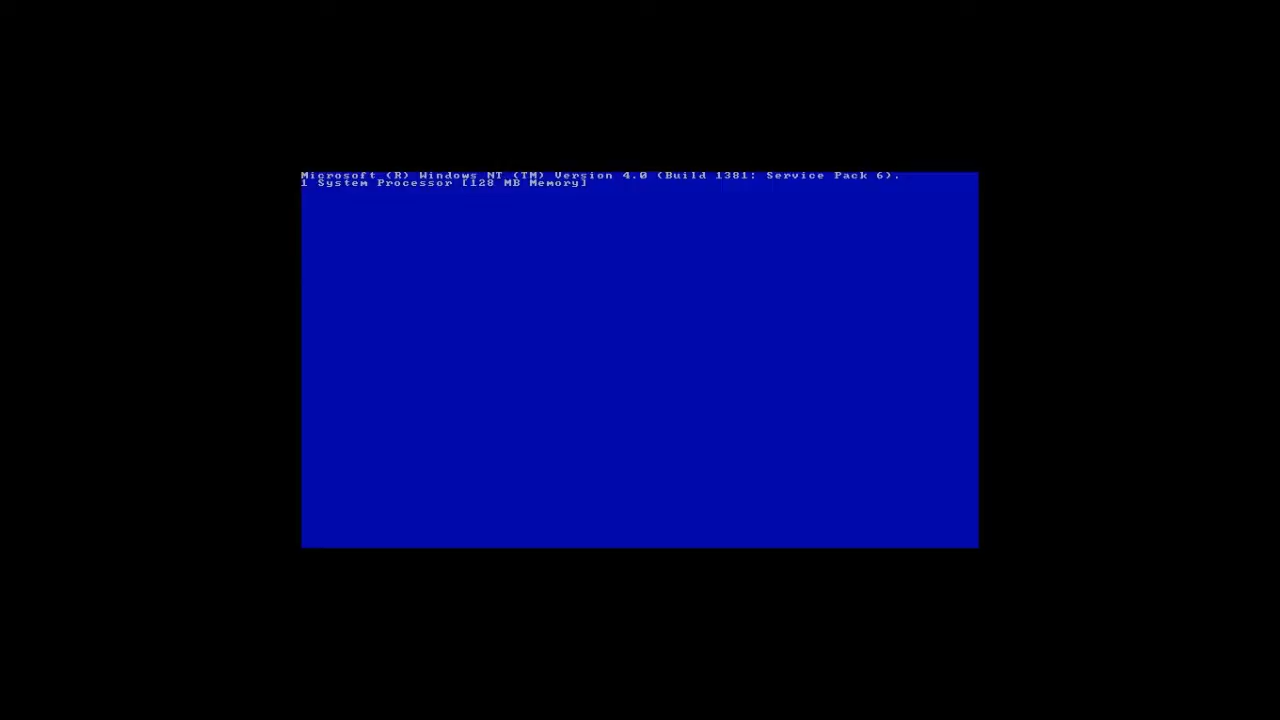 Microsoft (R) Windows NT (TM) Version 4.0 (Build 1381: Service Pack 6).
1 System Processor [128 MB Memory]